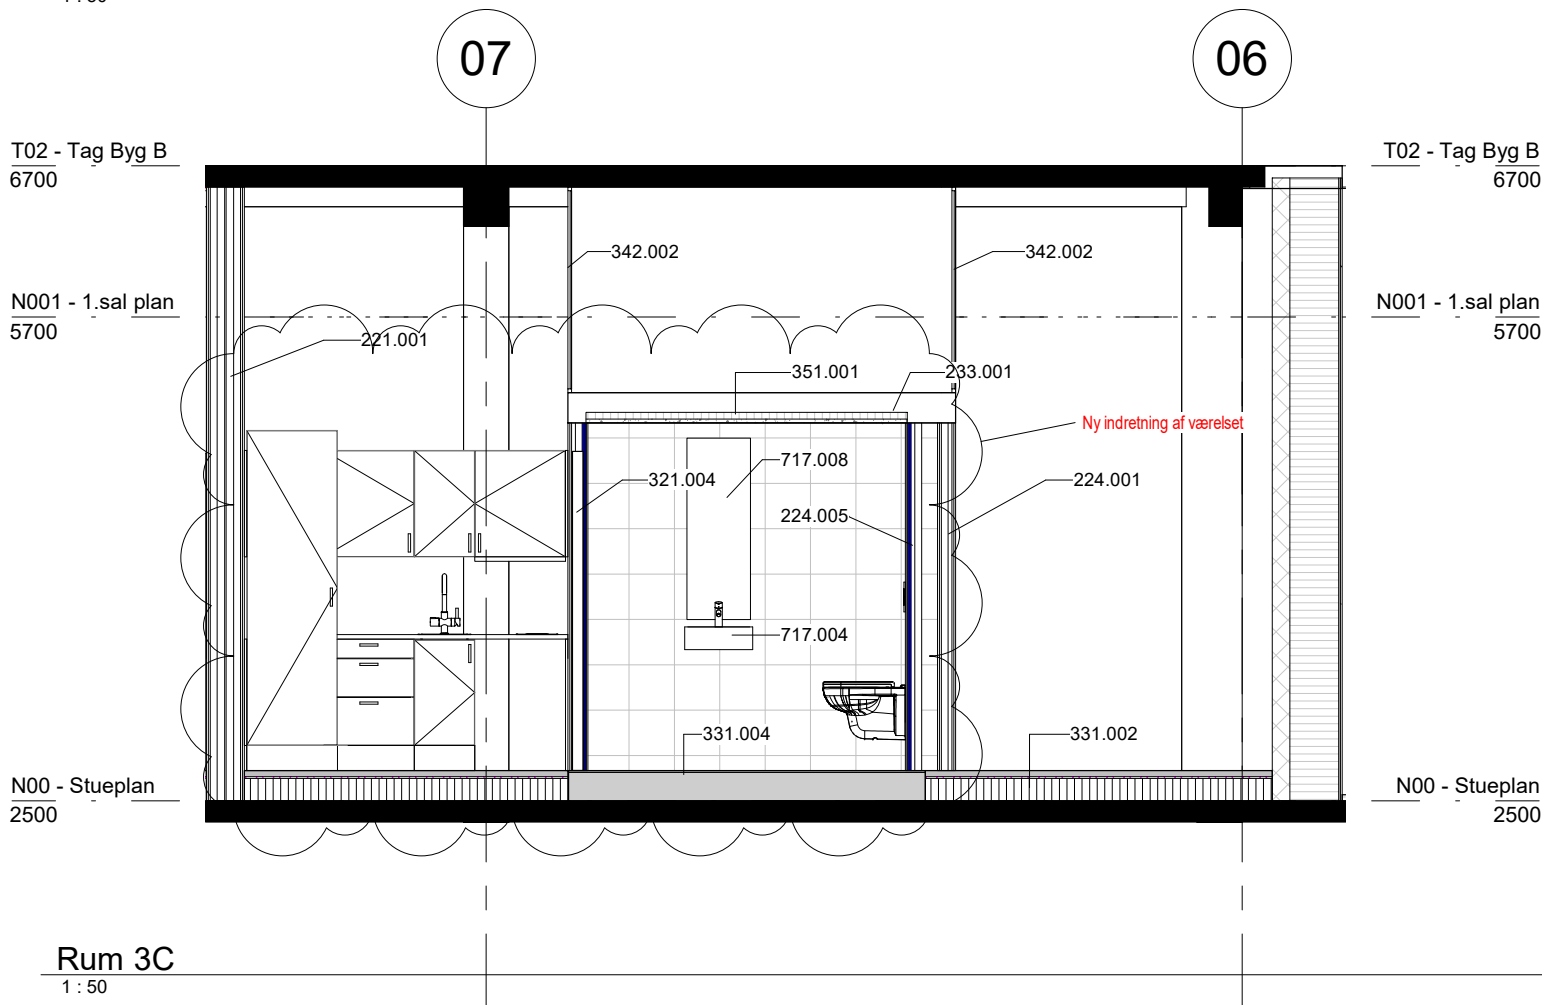 07
06
T02 - Tag Byg B
6700
T02 - Tag Byg B
6700
342.002
342.002
N001 - 1.sal plan
5700
N001 - 1.sal plan
5700
221.001
351.001
233.001
Ny indretning af værelset
717.008
321.004
224.001
224.005
717.004
331.004
331.002
N00 - Stueplan
2500
N00 - Stueplan
2500
Rum 3C
1 : 50